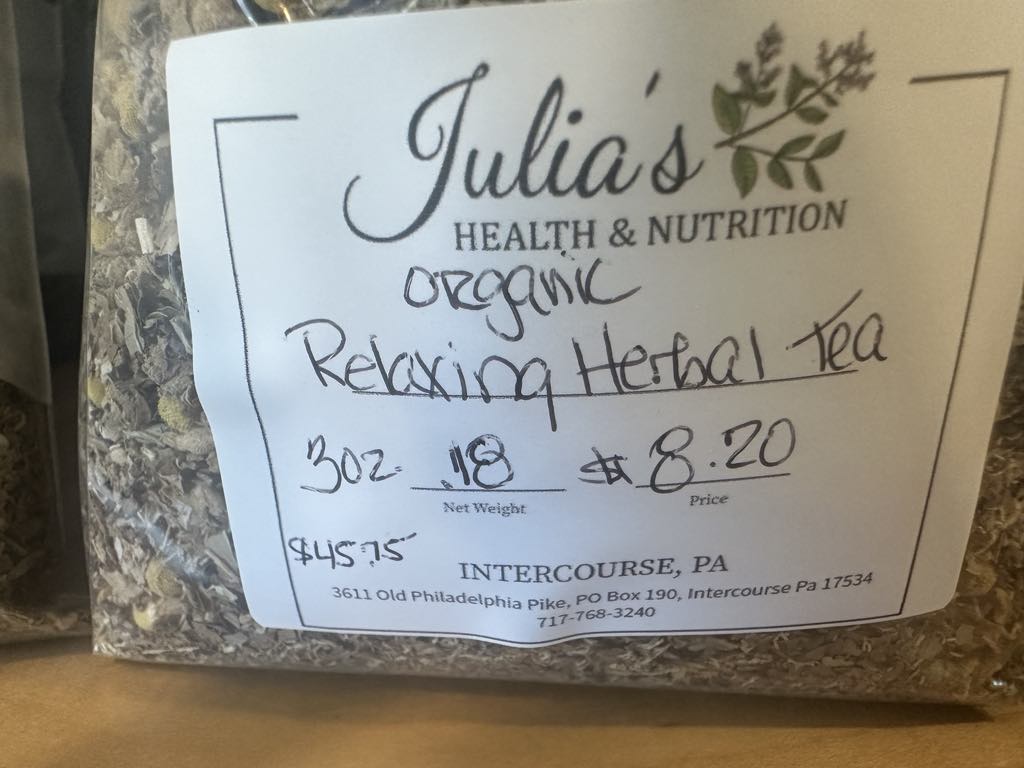 Julia's
HEALTH & NUTRITION
organic
Relaxing Herbal Tea
3oz. .18 $8.20
Net Weight Price
$45.75
INTERCOURSE, PA
3611 Old Philadelphia Pike, PO Box 190, Intercourse Pa 17534
717-768-3240